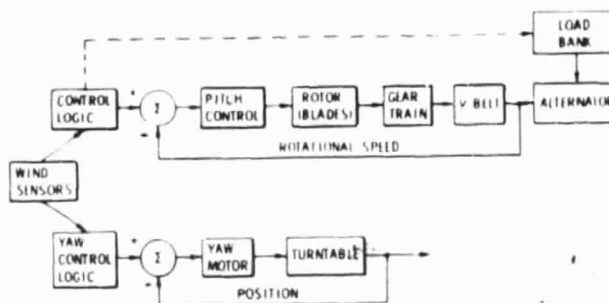 LOAD
BANK
CONTROL
LOGIC
+
Σ
-
PITCH
CONTROL
ROTOR
(BLADES)
GEAR
TRAIN
V BELT
ALTERNATOR
ROTATIONAL SPEED
WIND
SENSORS
YAW
CONTROL
LOGIC
+
Σ
-
YAW
MOTOR
TURNTABLE
POSITION